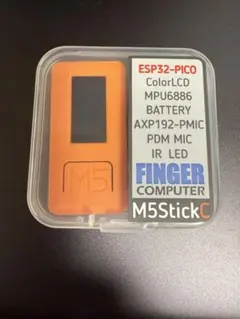 ESP32-PICO
ColorLCD
MPU6886
BATTERY
AXP192-PMIC
PDM MIC
IR LED
FINGER
COMPUTER
M5StickC
M5